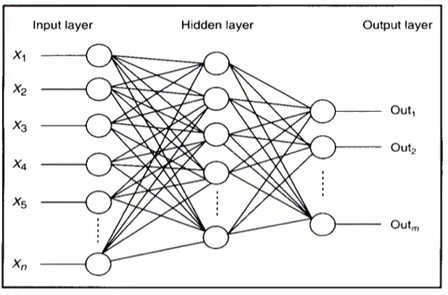 Input layer Hidden layer Output layer
X1
X2
X3
X4
X5
Xn
Out1
Out2
Outm